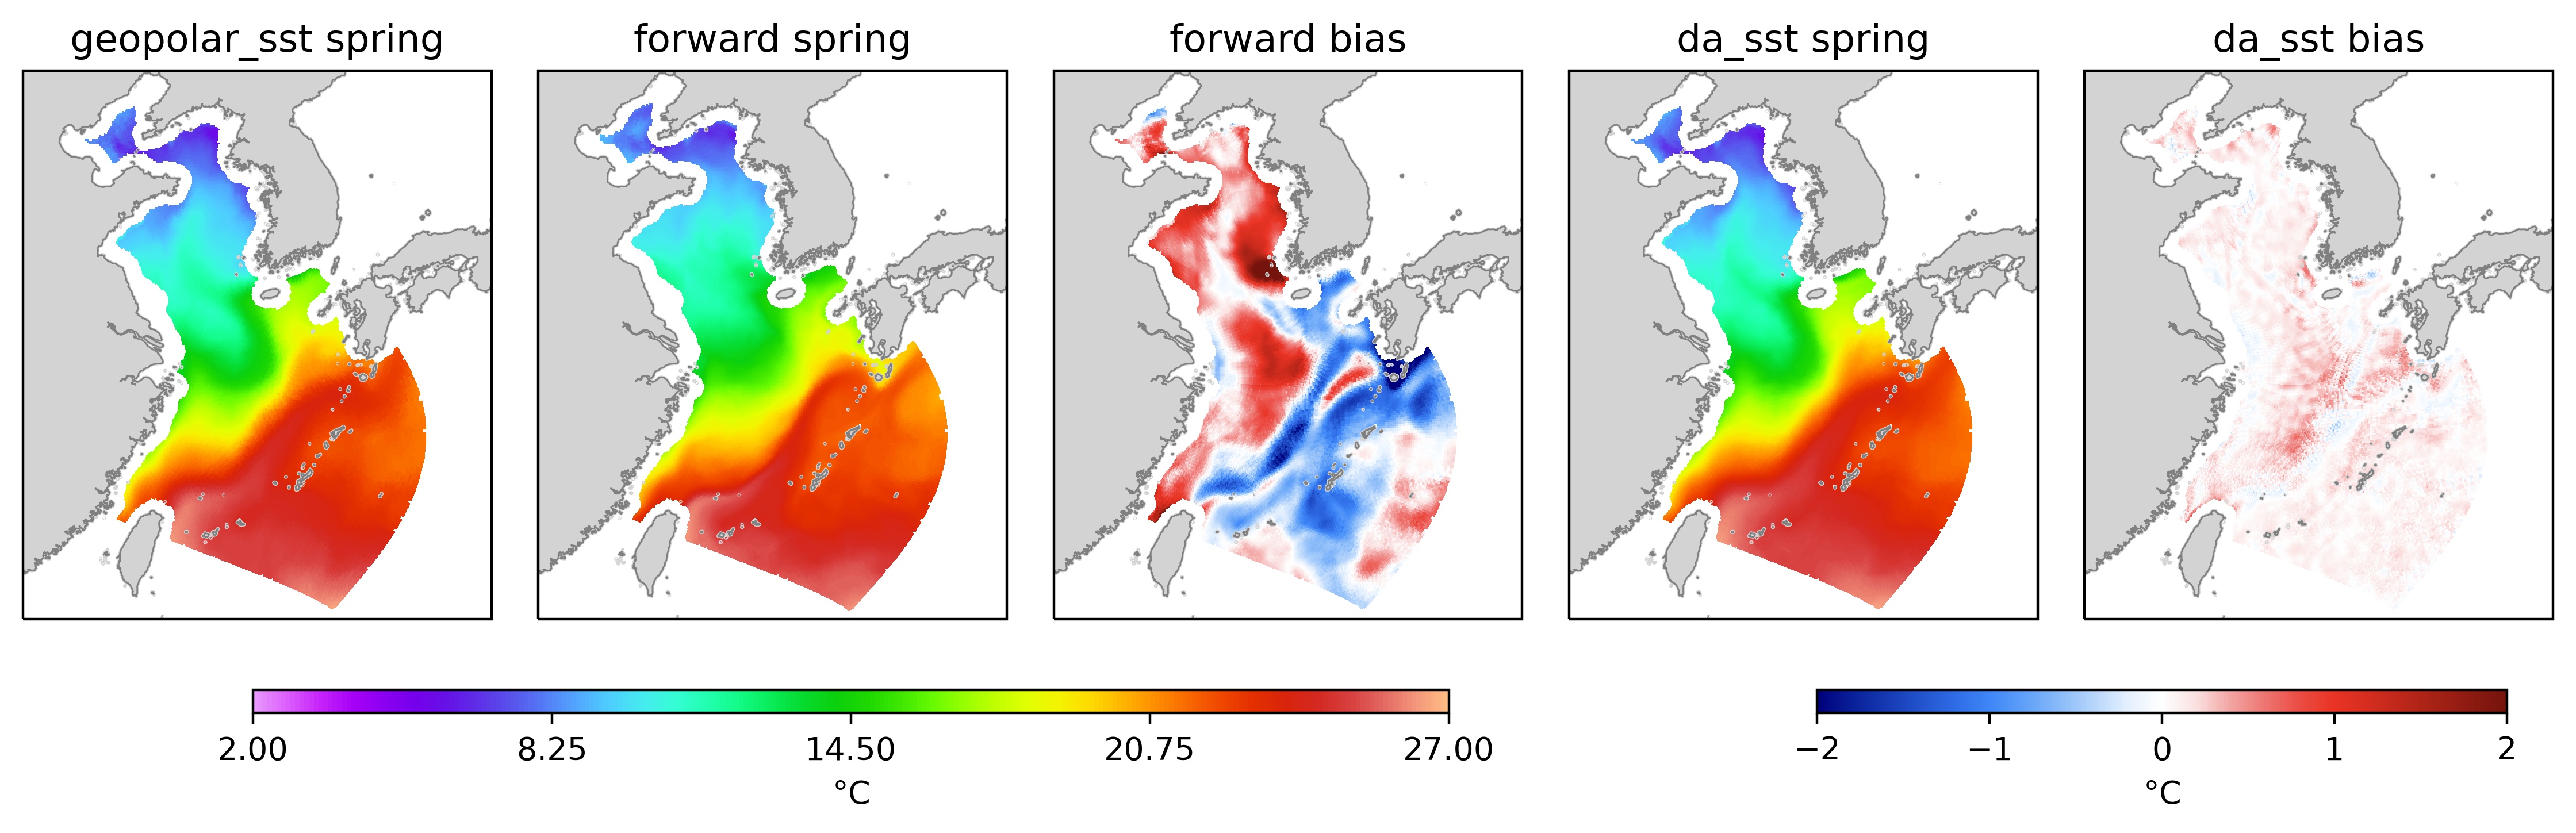 geopolar_sst spring forward spring forward bias da_sst spring da_sst bias
2.00 8.25 14.50 20.75 27.00 −2 −1 0 1 2
°C °C